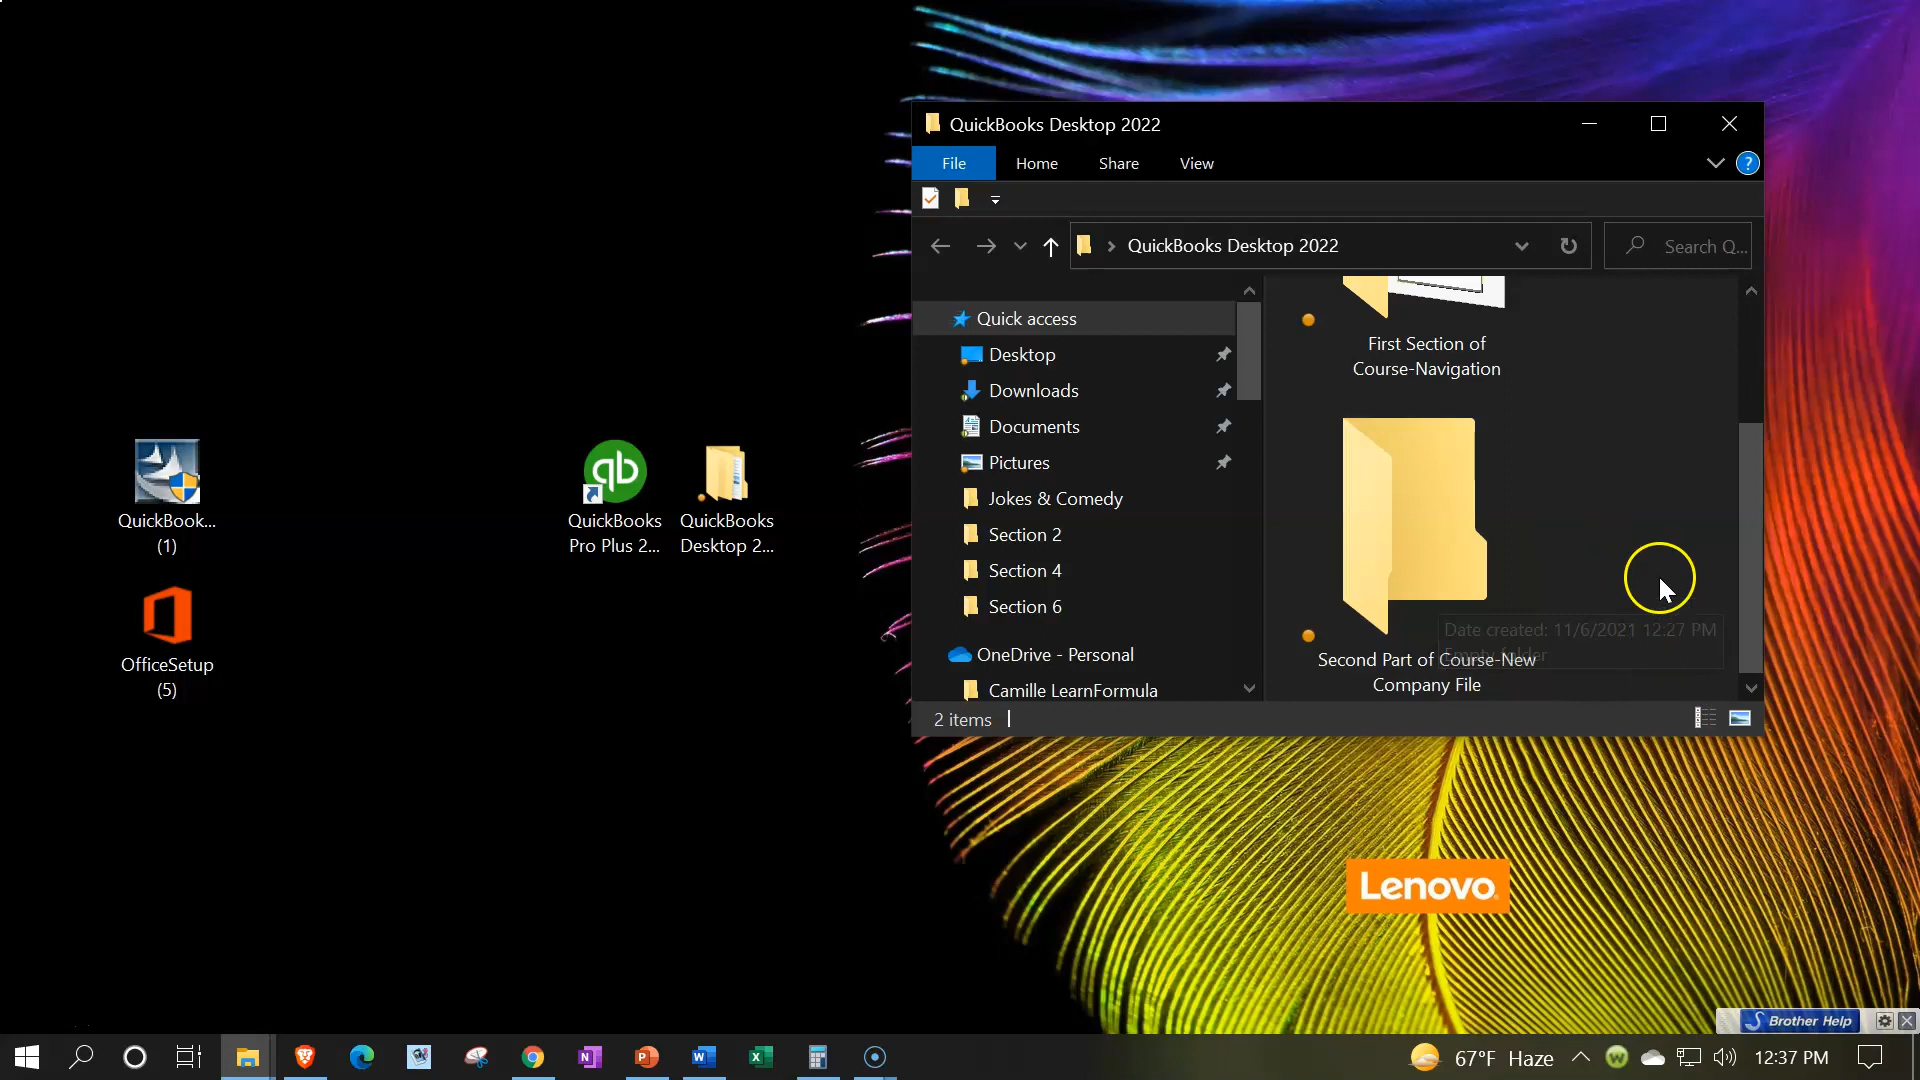 QuickBooks Desktop 2022
File Home Share View
QuickBooks Desktop 2022
Search Q...
Quick access
Desktop
Downloads
Documents
Pictures
Jokes & Comedy
Section 2
Section 4
Section 6
OneDrive - Personal
Camille LearnFormula
First Section of
Course-Navigation
Date created: 11/6/2021 12:27 PM
Empty folder
Second Part of Course-New
Company File
2 items
QuickBook...
(1)
OfficeSetup
(5)
qb
QuickBooks
Pro Plus 2...
QuickBooks
Desktop 2...
Lenovo
Brother Help
67°F Haze
12:37 PM